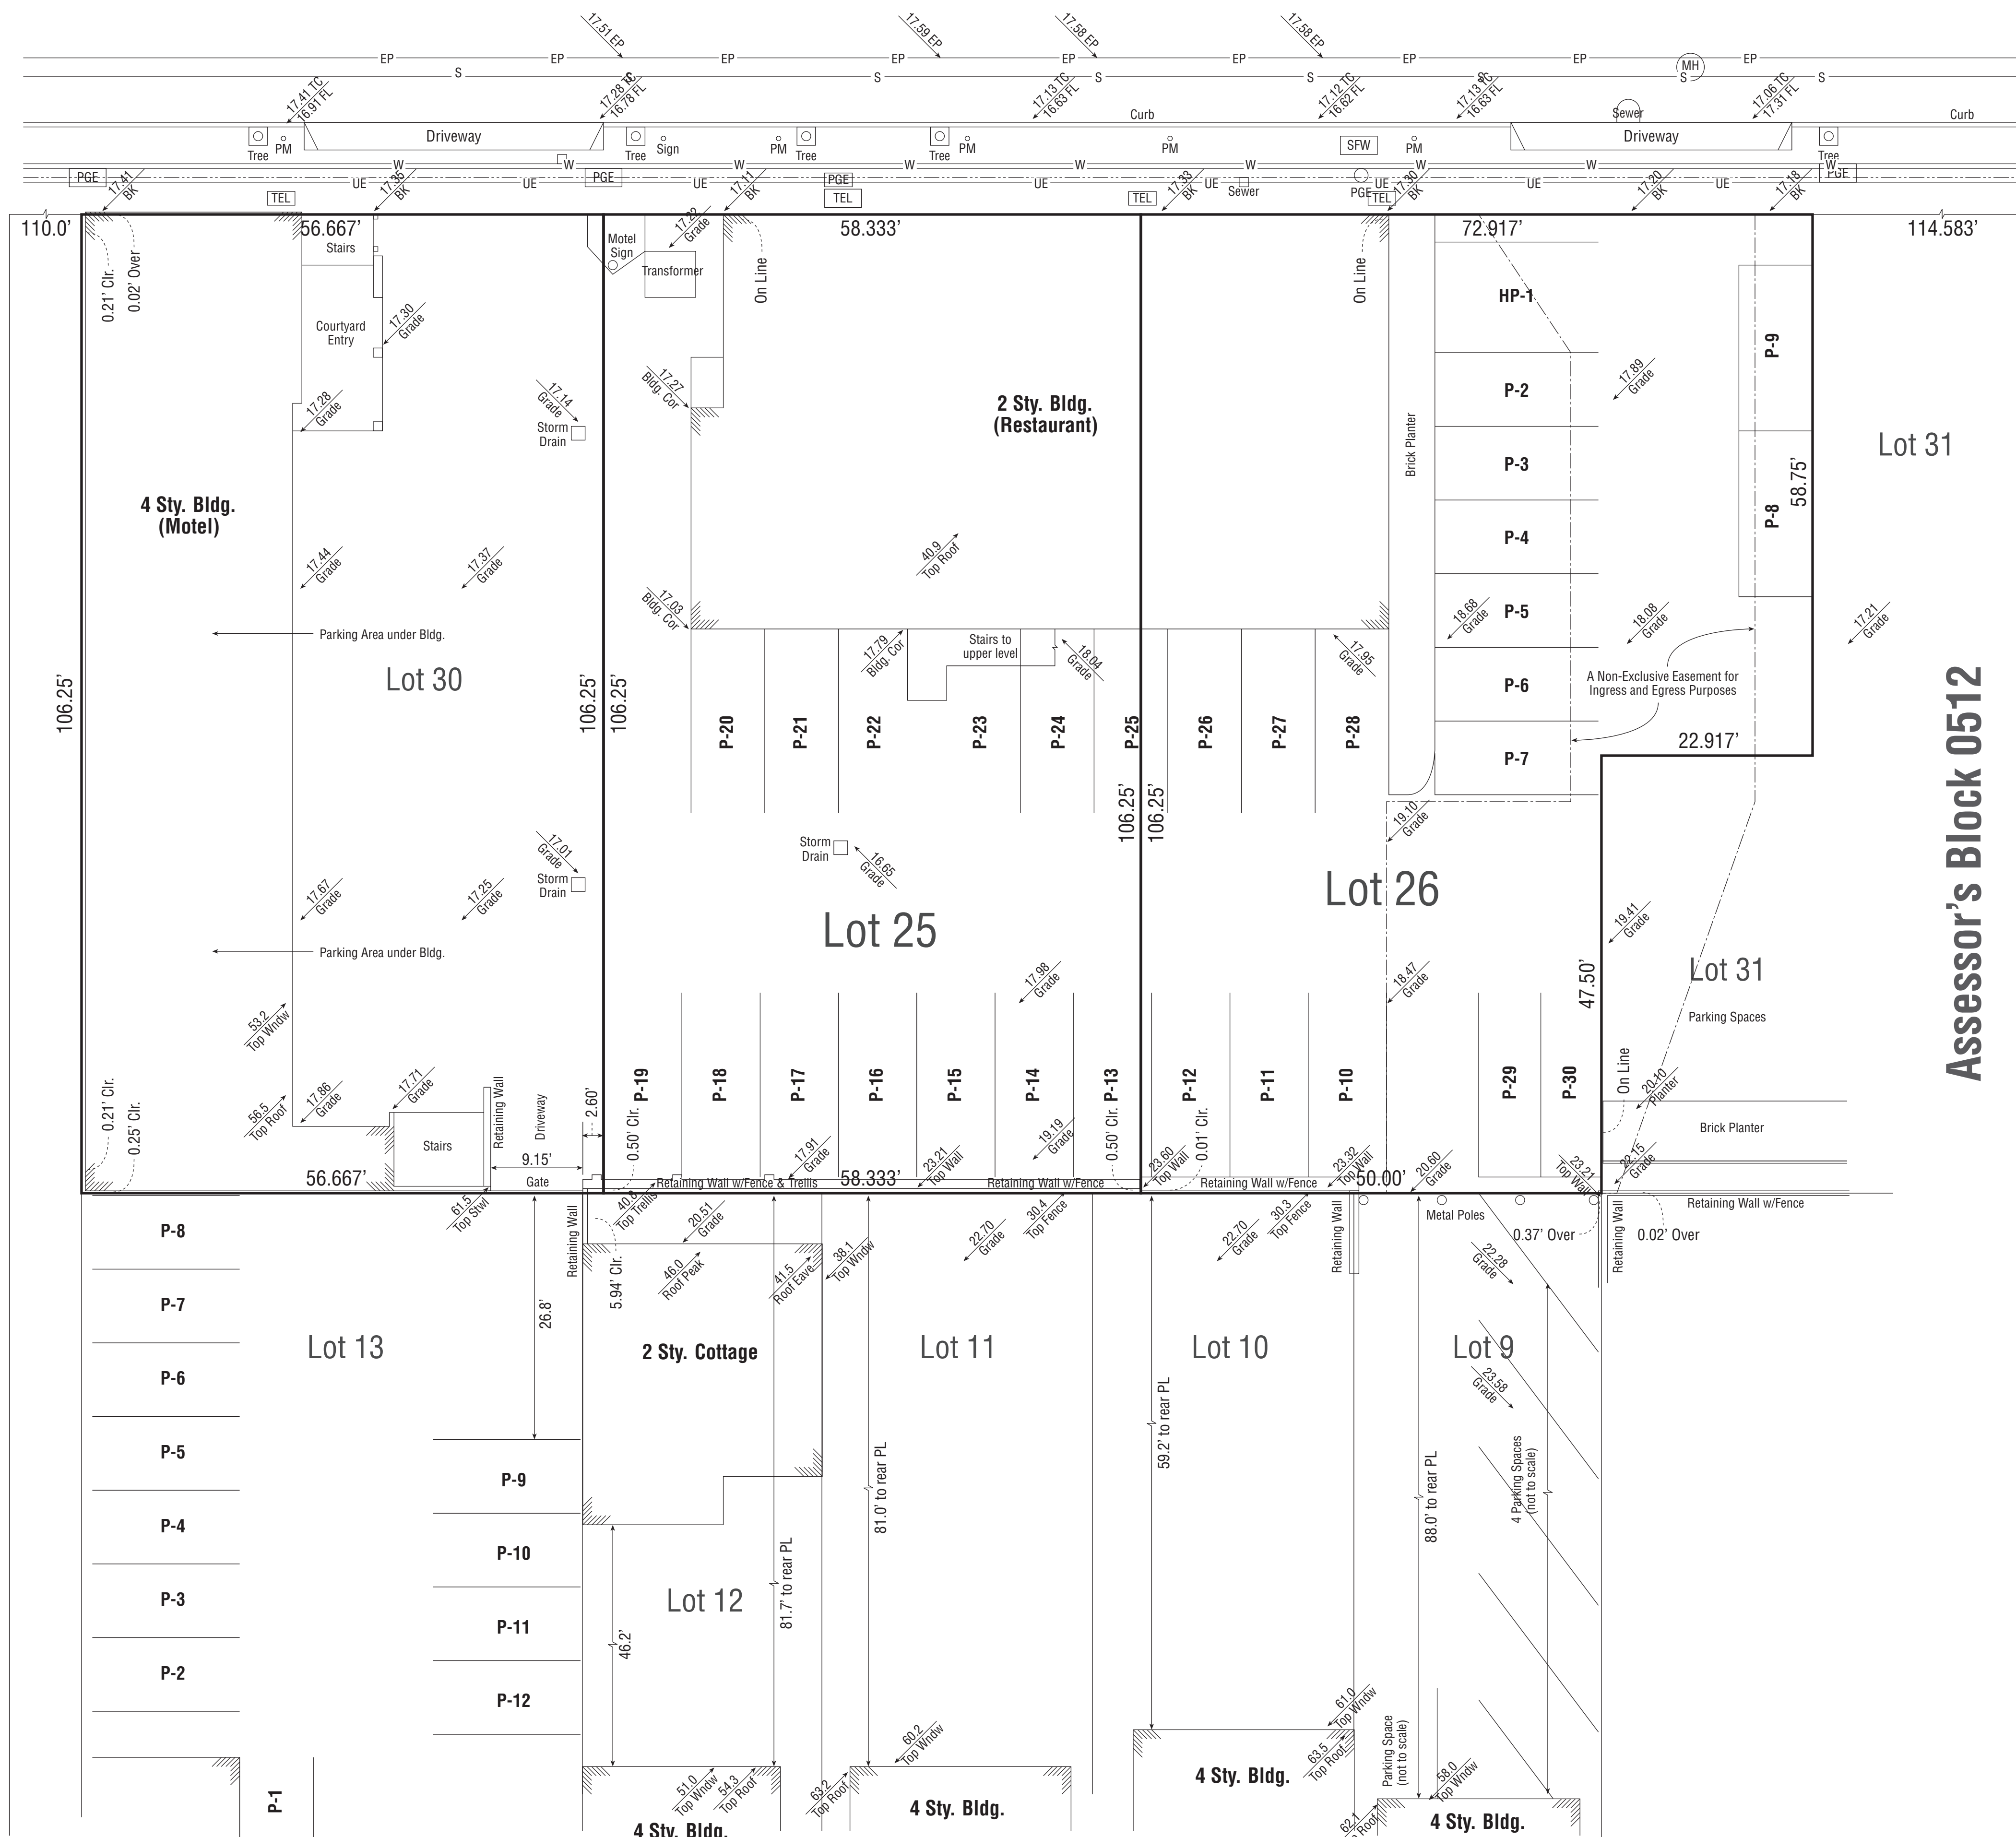 17.51 EP
17.59 EP
17.58 EP
17.58 EP
EP EP EP EP EP EP EP EP EP
S S S S S S S S
MH
17.41 TC
16.91 FL
17.28 TC
16.78 FL
17.13 TC
16.63 FL
17.12 TC
16.62 FL
17.13 TC
16.63 FL
17.06 TC
17.31 FL
Curb
Sewer
Curb
Driveway
Driveway
Tree
PM
Tree
Sign
PM
Tree
Tree
PM
PM
SFW
PM
Tree
W W W W W W W W W W
PGE
PGE
PGE
PGE
PGE
UE UE UE UE UE UE UE UE UE
Sewer
TEL
TEL
TEL
TEL
17.41
BK
17.35
BK
17.11
BK
17.33
BK
17.30
BK
17.20
BK
17.18
BK
110.0'
56.667'
58.333'
72.917'
114.583'
Stairs
0.21' Clr.
0.02' Over
Motel
Sign
17.22
Grade
Transformer
On Line
On Line
HP-1
Courtyard
Entry
17.30
Grade
P-9
17.28
Grade
17.14
Grade
Storm
Drain
17.27
Bldg. Cor
2 Sty. Bldg.
(Restaurant)
Brick Planter
P-2
17.89
Grade
P-3
Lot 31
58.75'
P-8
4 Sty. Bldg.
(Motel)
P-4
40.9
Top Roof
17.44
Grade
17.37
Grade
17.03
Bldg. Cor
P-5
18.68
Grade
18.08
Grade
17.21
Grade
Parking Area under Bldg.
17.79
Bldg. Cor
Stairs to
upper level
18.04
Grade
17.95
Grade
Lot 30
106.25'
106.25'
106.25'
P-6
A Non-Exclusive Easement for
Ingress and Egress Purposes
P-20
P-21
P-22
P-23
P-24
P-25
P-26
P-27
P-28
P-7
22.917'
106.25'
106.25'
19.10
Grade
Assessor's Block 0512
17.01
Grade
Storm
Drain
Storm
Drain
16.65
Grade
Lot 26
17.67
Grade
17.25
Grade
Lot 25
19.41
Grade
Parking Area under Bldg.
17.98
Grade
18.47
Grade
47.50'
Lot 31
Parking Spaces
53.2
Top Wndw
P-19
P-18
P-17
P-16
P-15
P-14
P-13
P-12
P-11
P-10
P-29
P-30
On Line
20.10
Planter
0.21' Clr.
0.25' Clr.
56.5
Top Roof
17.86
Grade
17.71
Grade
Stairs
Retaining Wall
Driveway
2.60'
0.50' Clr.
19.19
Grade
0.50' Clr.
0.01' Clr.
Brick Planter
9.15'
Gate
56.667'
17.91
Grade
58.333'
23.21
Top Wall
23.60
Top Wall
23.32
Top Wall
50.00'
20.60
Grade
23.21
Top Wall
22.15
Grade
Retaining Wall w/Fence & Trellis
Retaining Wall w/Fence
Retaining Wall w/Fence
Retaining Wall w/Fence
61.5
Top Stwl
40.8
Top Trellis
20.51
Grade
30.4
Top Fence
30.3
Top Fence
Metal Poles
0.37' Over
0.02' Over
Retaining Wall
Retaining Wall
Retaining Wall
5.94' Clr.
P-8
46.0
Roof Peak
41.5
Roof Eave
38.1
Top Wndw
22.70
Grade
22.70
Grade
22.28
Grade
P-7
26.8'
Lot 13
2 Sty. Cottage
Lot 11
Lot 10
Lot 9
P-6
23.58
Grade
59.2' to rear PL
P-5
P-9
81.0' to rear PL
88.0' to rear PL
4 Parking Spaces
(not to scale)
P-4
P-10
81.7' to rear PL
P-3
Lot 12
P-11
46.2'
P-2
P-12
61.0
Top Wndw
60.2
Top Wndw
63.5
Top Roof
Parking Space
(not to scale)
4 Sty. Bldg.
P-1
51.0
Top Wndw
54.3
Top Roof
63.2
Top Roof
58.0
Top Wndw
4 Sty. Bldg.
4 Sty. Bldg.
62.1
Roof
4 Sty. Bldg.